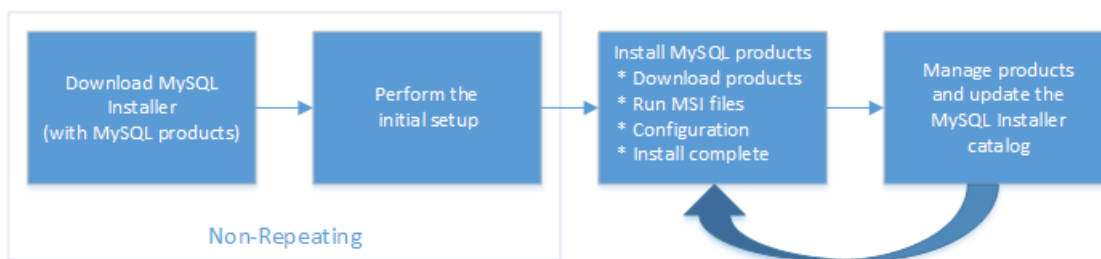 Download MySQL
Installer
(with MySQL products)
Perform the
initial setup
Install MySQL products
* Download products
* Run MSI files
* Configuration
* Install complete
Manage products
and update the
MySQL Installer
catalog
Non-Repeating